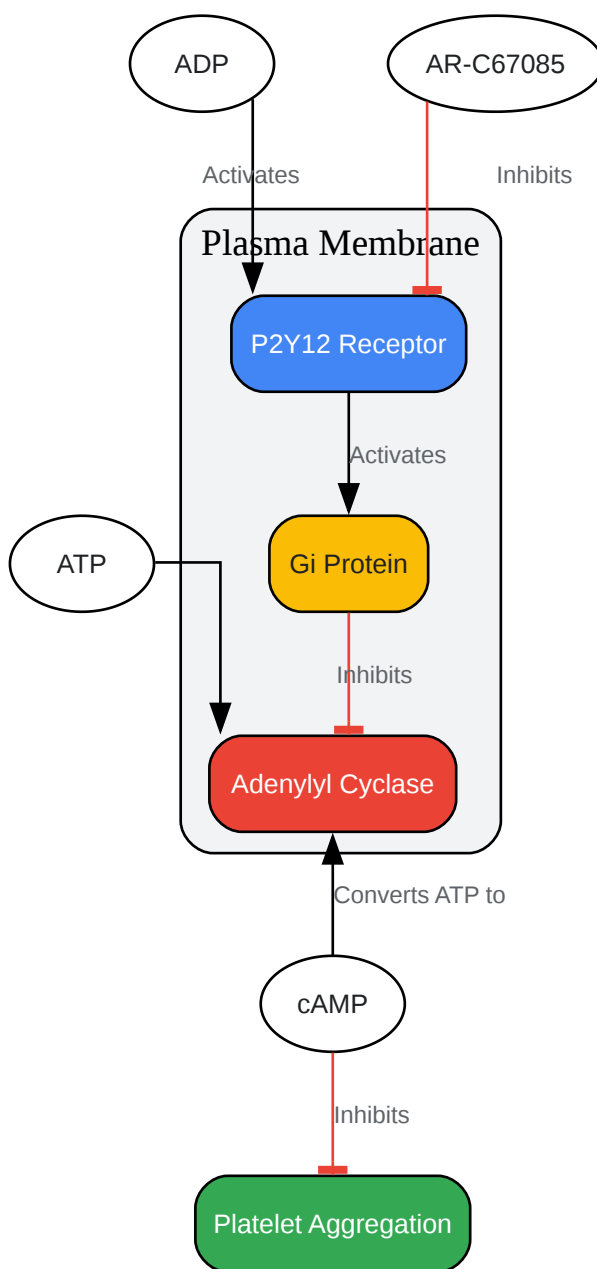 ADP
AR-C67085
Activates
Inhibits
Plasma Membrane
P2Y12 Receptor
Activates
ATP
Gi Protein
Inhibits
Adenylyl Cyclase
Converts ATP to
cAMP
Inhibits
Platelet Aggregation